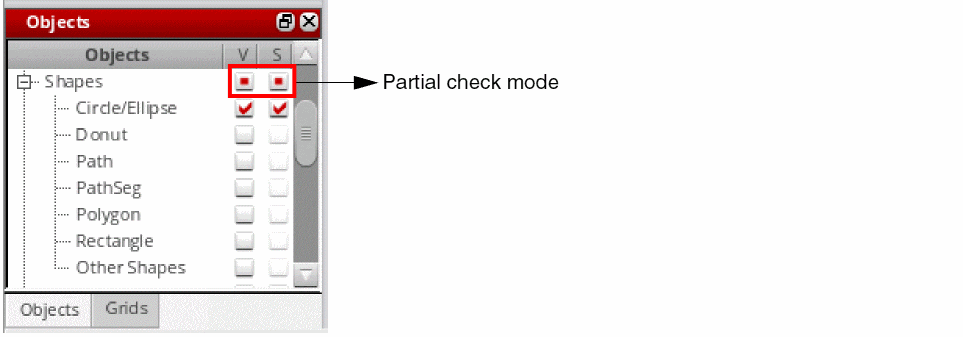 Objects
Objects V S
Shapes
Partial check mode
Circle/Ellipse
Donut
Path
PathSeg
Polygon
Rectangle
Other Shapes
Objects Grids